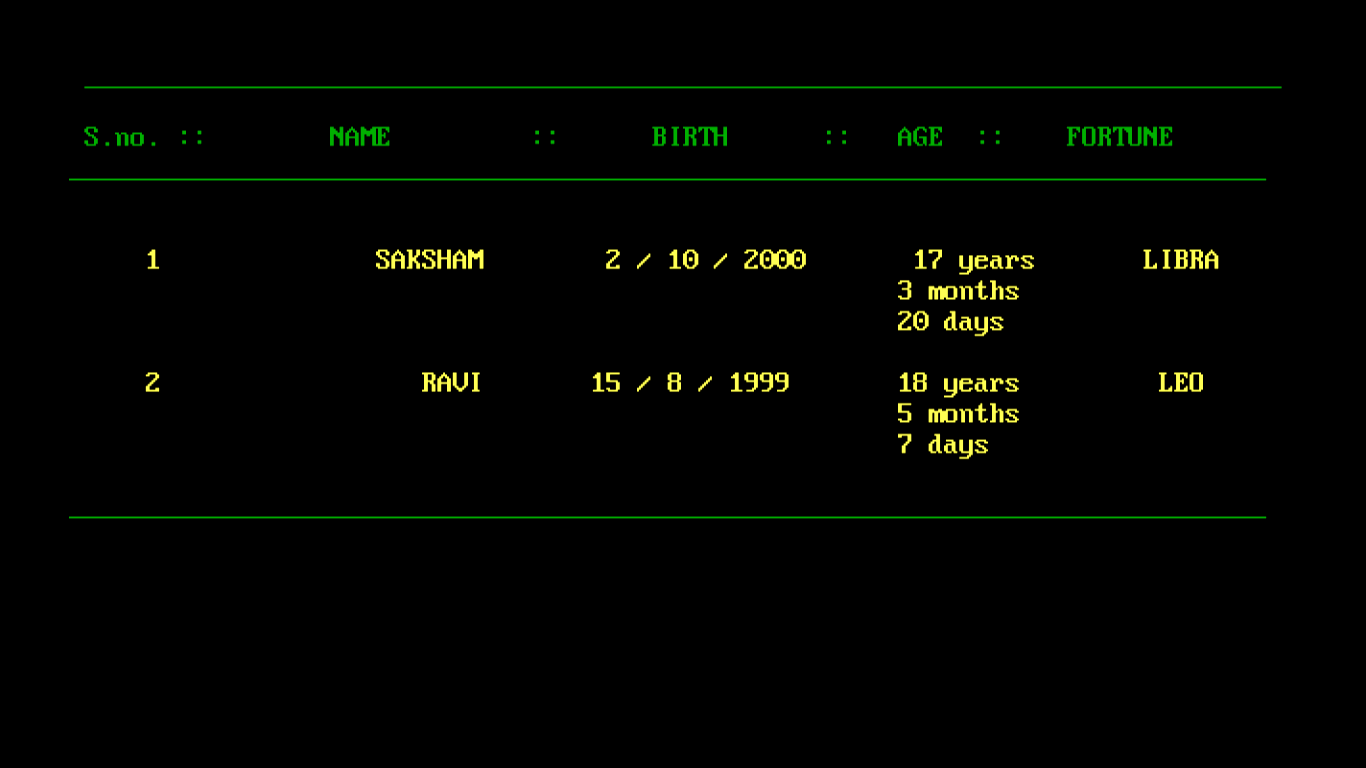 S.no. :: NAME :: BIRTH :: AGE :: FORTUNE
1 SAKSHAM 2 / 10 / 2000 17 years LIBRA
3 months
20 days
2 RAVI 15 / 8 / 1999 18 years LEO
5 months
7 days